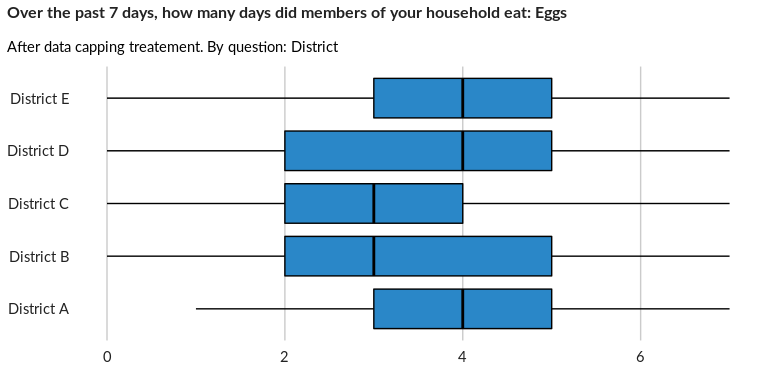 Over the past 7 days, how many days did members of your household eat: Eggs
After data capping treatement. By question: District
District E
District D
District C
District B
District A
0 2 4 6